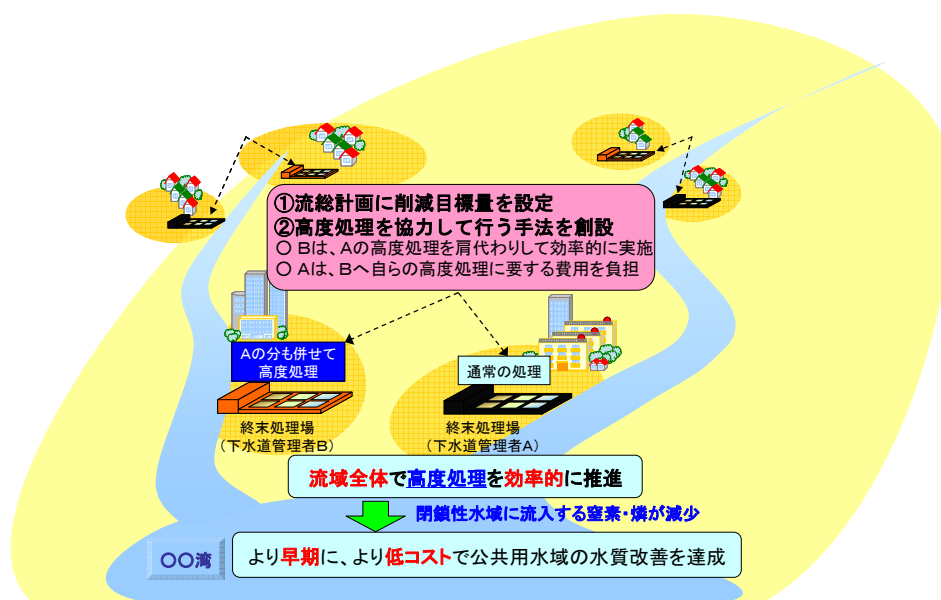 ①流総計画に削減目標量を設定
②高度処理を協力して行う手法を創設
○ Bは、Aの高度処理を肩代わりして効率的に実施
○ Aは、Bへ自らの高度処理に要する費用を負担
Aの分も併せて
高度処理
通常の処理
終末処理場
（下水道管理者B）
終末処理場
（下水道管理者A）
流域全体で高度処理を効率的に推進
閉鎖性水域に流入する窒素・燐が減少
○○湾
より早期に、より低コストで公共用水域の水質改善を達成